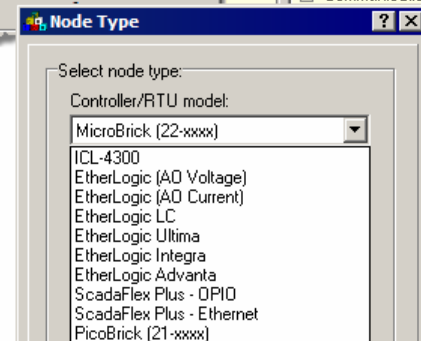 Node Type
Select node type:
Controller/RTU model:
MicroBrick (22-xxxx)
ICL-4300
EtherLogic (AO Voltage)
EtherLogic (AO Current)
EtherLogic LC
EtherLogic Ultima
EtherLogic Integra
EtherLogic Advanta
ScadaFlex Plus - OPIO
ScadaFlex Plus - Ethernet
PicoBrick (21-xxxx)